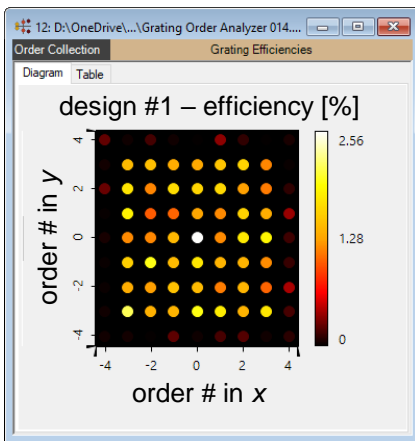 12: D:\OneDrive\...\Grating Order Analyzer 014....
Order Collection
Grating Efficiencies
Diagram Table
design #1 – efficiency [%]
order # in y
4
2
0
-2
-4
-4 -2 0 2 4
order # in x
2.56
1.28
0